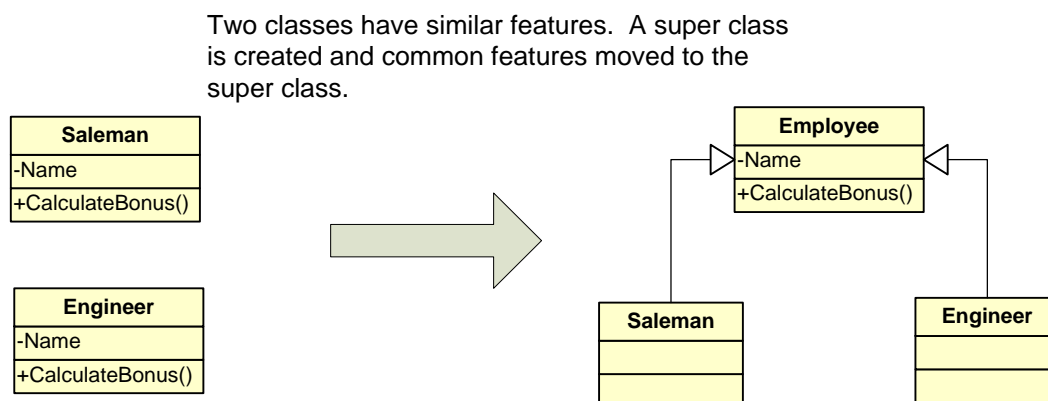 Two classes have similar features.  A super class
is created and common features moved to the
super class.
Saleman
-Name
+CalculateBonus()
Engineer
-Name
+CalculateBonus()
Employee
-Name
+CalculateBonus()
Saleman
Engineer